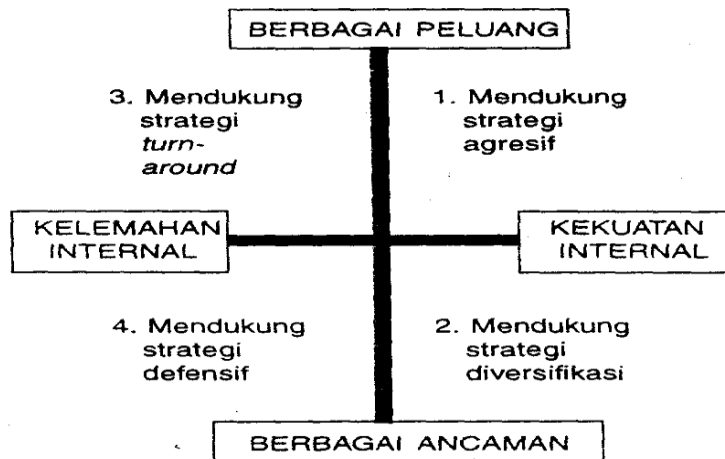 BERBAGAI PELUANG
3. Mendukung
strategi
turn-
around
1. Mendukung
strategi
agresif
KELEMAHAN
INTERNAL
KEKUATAN
INTERNAL
4. Mendukung
strategi
defensif
2. Mendukung
strategi
diversifikasi
BERBAGAI ANCAMAN